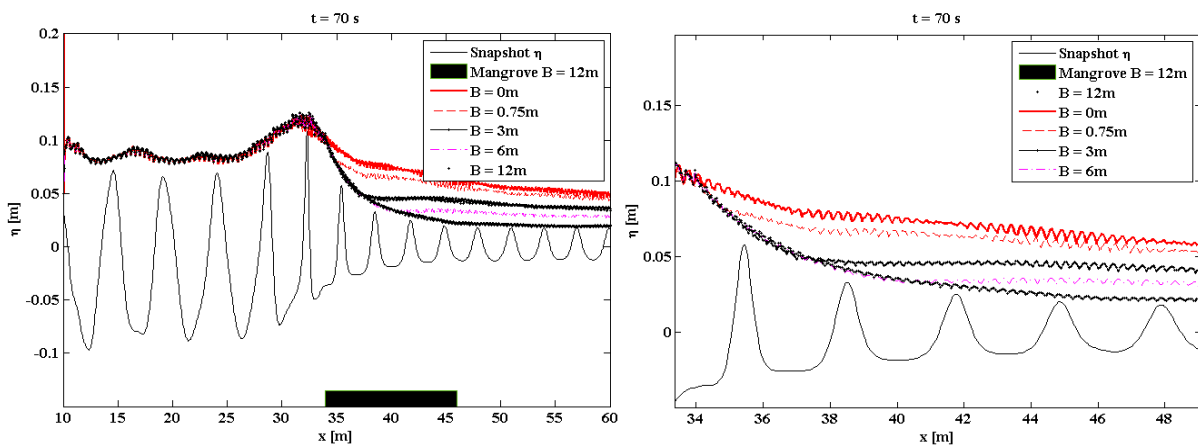 t = 70 s
0.2
0.15
0.1
0.05
0
-0.05
-0.1
η [m]
10 15 20 25 30 35 40 45 50 55 60
x [m]
Snapshot η
Mangrove B = 12m
B = 0m
B = 0.75m
B = 3m
B = 6m
B = 12m
t = 70 s
0.15
0.1
0.05
0
η [m]
34 36 38 40 42 44 46 48
x [m]
Snapshot η
Mangrove B = 12m
B = 12m
B = 0m
B = 0.75m
B = 3m
B = 6m